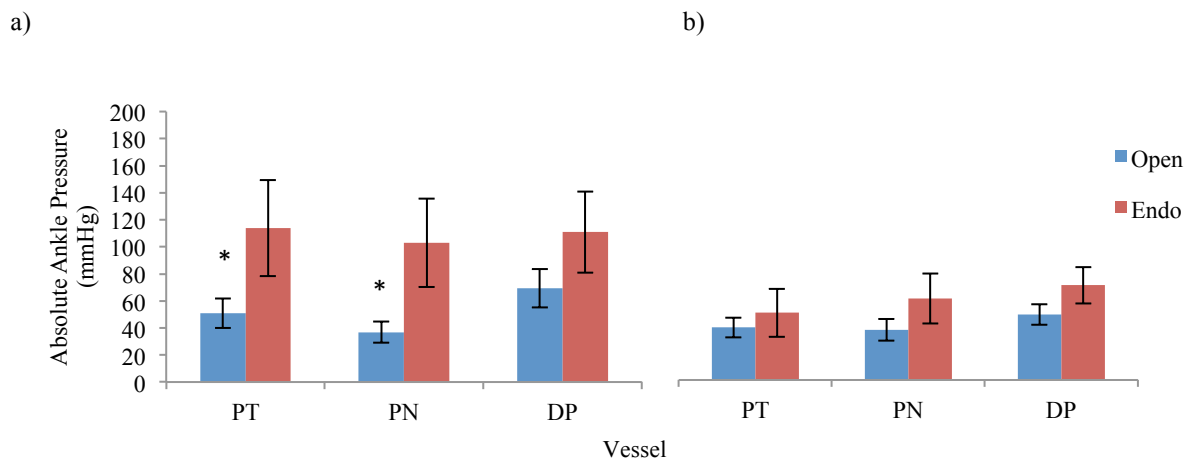 a)
b)
Absolute Ankle Pressure
(mmHg)
200
180
160
140
120
100
80
60
40
20
0
*
*
PT PN DP
PT PN DP
Vessel
Open
Endo